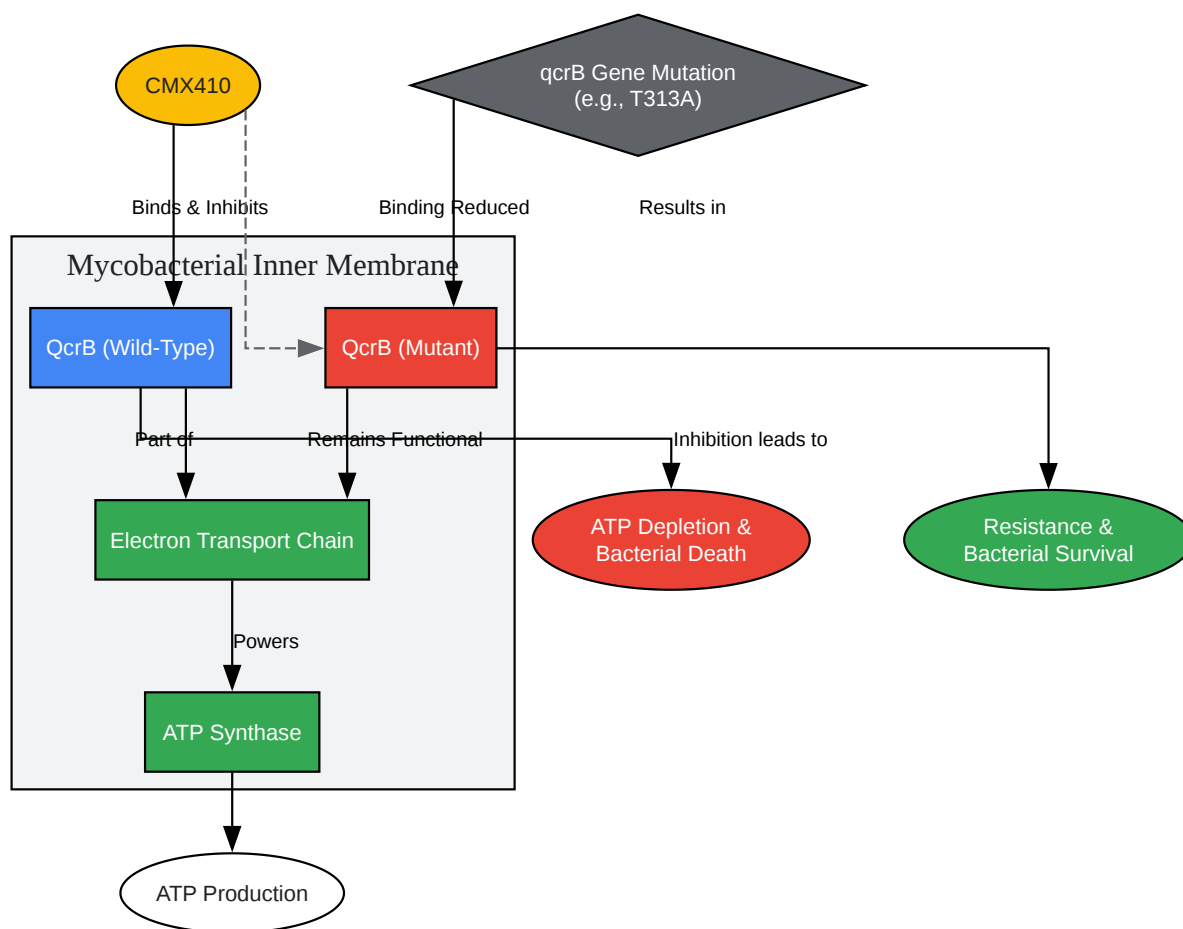 CMX410
qcrB Gene Mutation
(e.g., T313A)
Binds & Inhibits
Binding Reduced
Results in
Mycobacterial Inner Membrane
QcrB (Wild-Type)
QcrB (Mutant)
Part of
Remains Functional
Inhibition leads to
Electron Transport Chain
ATP Depletion &
Bacterial Death
Resistance &
Bacterial Survival
Powers
ATP Synthase
ATP Production